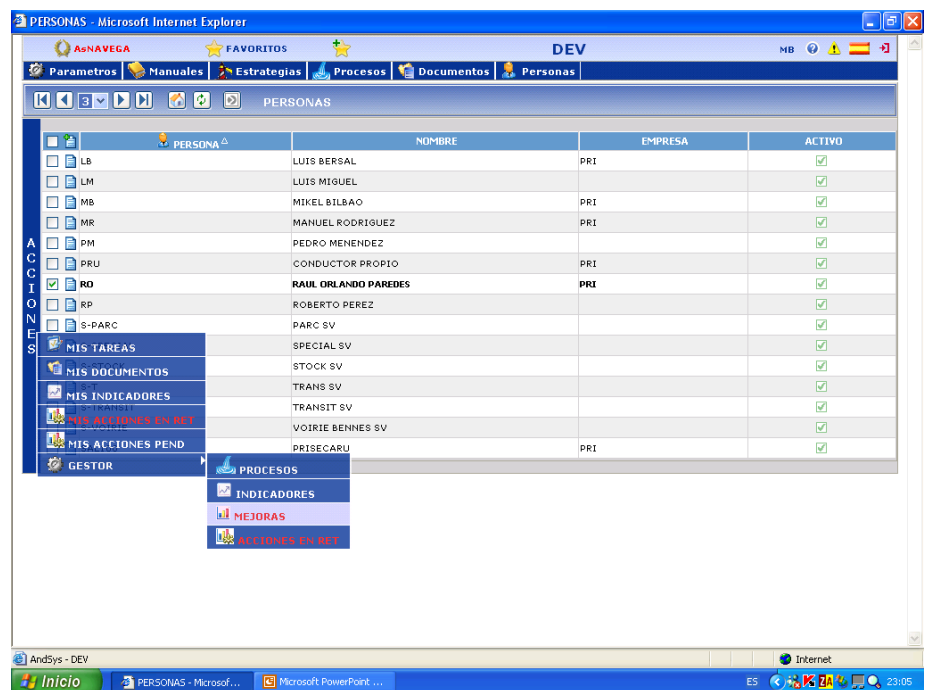 PERSONAS - Microsoft Internet Explorer
AsNAVEGA FAVORITOS DEV MB
Parametros Manuales Estrategias Procesos Documentos Personas
3 PERSONAS
PERSONA NOMBRE EMPRESA ACTIVO
LB LUIS BERSAL PRI
LM LUIS MIGUEL
MB MIKEL BILBAO PRI
MR MANUEL RODRIGUEZ PRI
PM PEDRO MENENDEZ
PRU CONDUCTOR PROPIO PRI
RO RAUL ORLANDO PAREDES PRI
RP ROBERTO PEREZ
S-PARC PARC SV
SPECIAL SV
S-STOCK STOCK SV
S-T TRANS SV
S-TRANSIT TRANSIT SV
VOIRIE BENNES SV
PRISECARU PRI
ACCIONES
MIS TAREAS
MIS DOCUMENTOS
MIS INDICADORES
MIS ACCIONES EN RET
MIS ACCIONES PEND
GESTOR
PROCESOS
INDICADORES
MEJORAS
ACCIONES EN RET
AndSys - DEV Internet
Inicio PERSONAS - Microsof... Microsoft PowerPoint ... ES K ZA 23:05